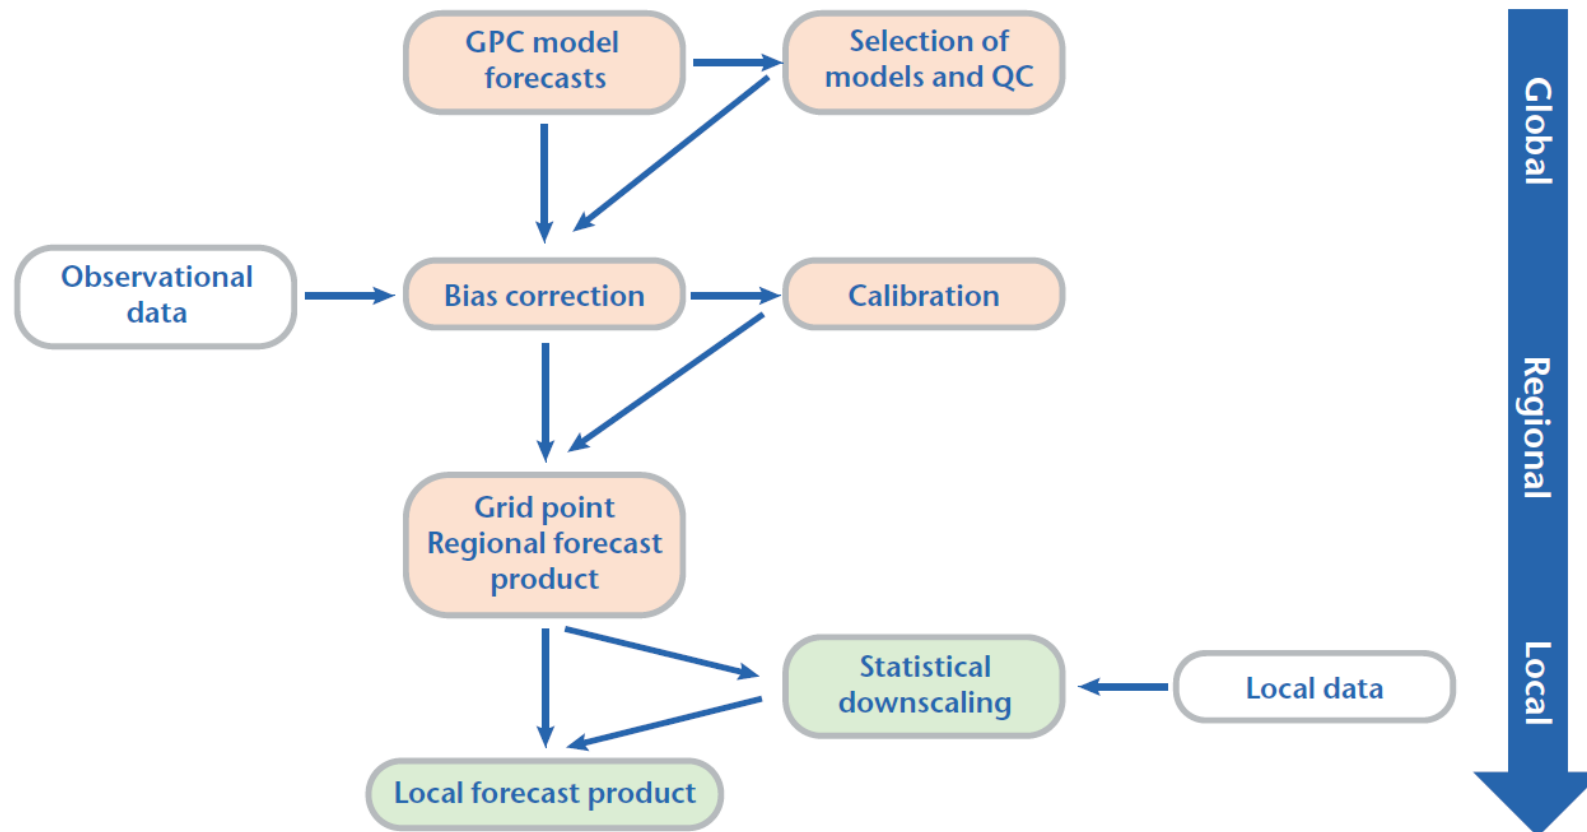 GPC model
forecasts
Selection of
models and QC
Global
Observational
data
Bias correction
Calibration
Regional
Grid point
Regional forecast
product
Statistical
downscaling
Local data
Local
Local forecast product